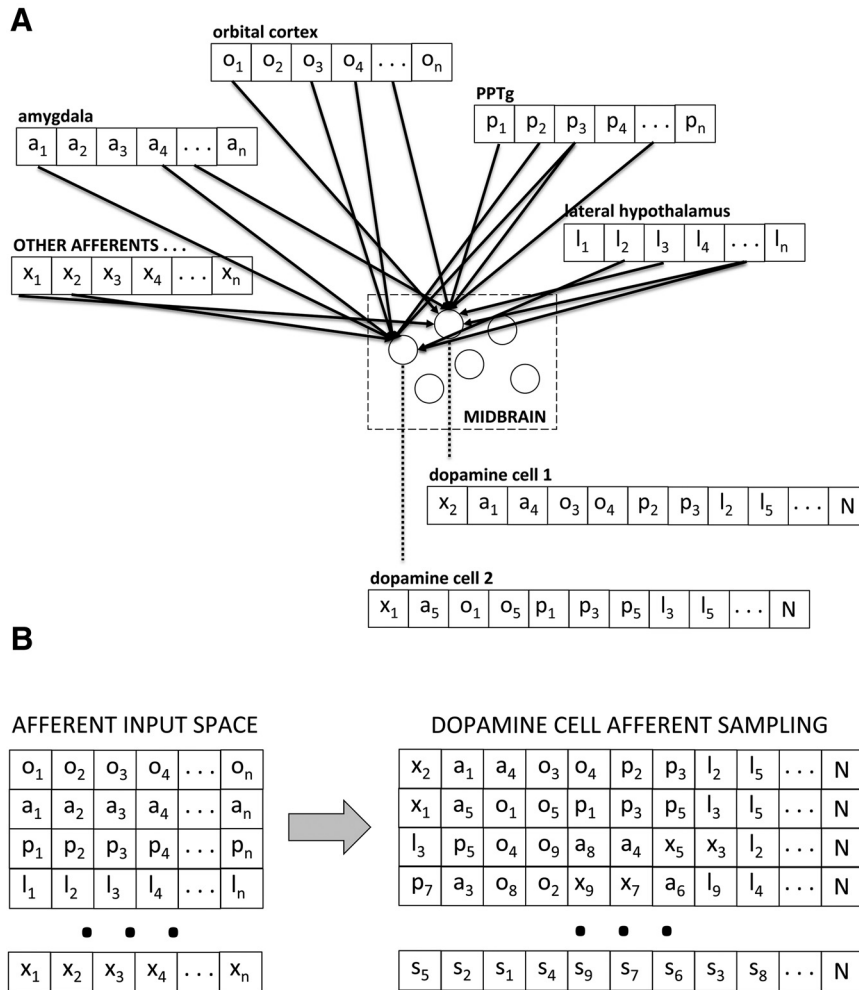 A
orbital cortex
o1 o2 o3 o4 ... on
PPTg
p1 p2 p3 p4 ... pn
amygdala
a1 a2 a3 a4 ... an
lateral hypothalamus
l1 l2 l3 l4 ... ln
OTHER AFFERENTS ...
x1 x2 x3 x4 ... xn
MIDBRAIN
dopamine cell 1
x2 a1 a4 o3 o4 p2 p3 l2 l5 ... N
dopamine cell 2
x1 a5 o1 o5 p1 p3 p5 l3 l5 ... N
B
AFFERENT INPUT SPACE
o1 o2 o3 o4 ... on
a1 a2 a3 a4 ... an
p1 p2 p3 p4 ... pn
l1 l2 l3 l4 ... ln
• • •
x1 x2 x3 x4 ... xn
DOPAMINE CELL AFFERENT SAMPLING
x2 a1 a4 o3 o4 p2 p3 l2 l5 ... N
x1 a5 o1 o5 p1 p3 p5 l3 l5 ... N
l3 p5 o4 o9 a8 a4 x5 x3 l2 ... N
p7 a3 o8 o2 x9 x7 a6 l9 l4 ... N
• • •
s5 s2 s1 s4 s9 s7 s6 s3 s8 ... N